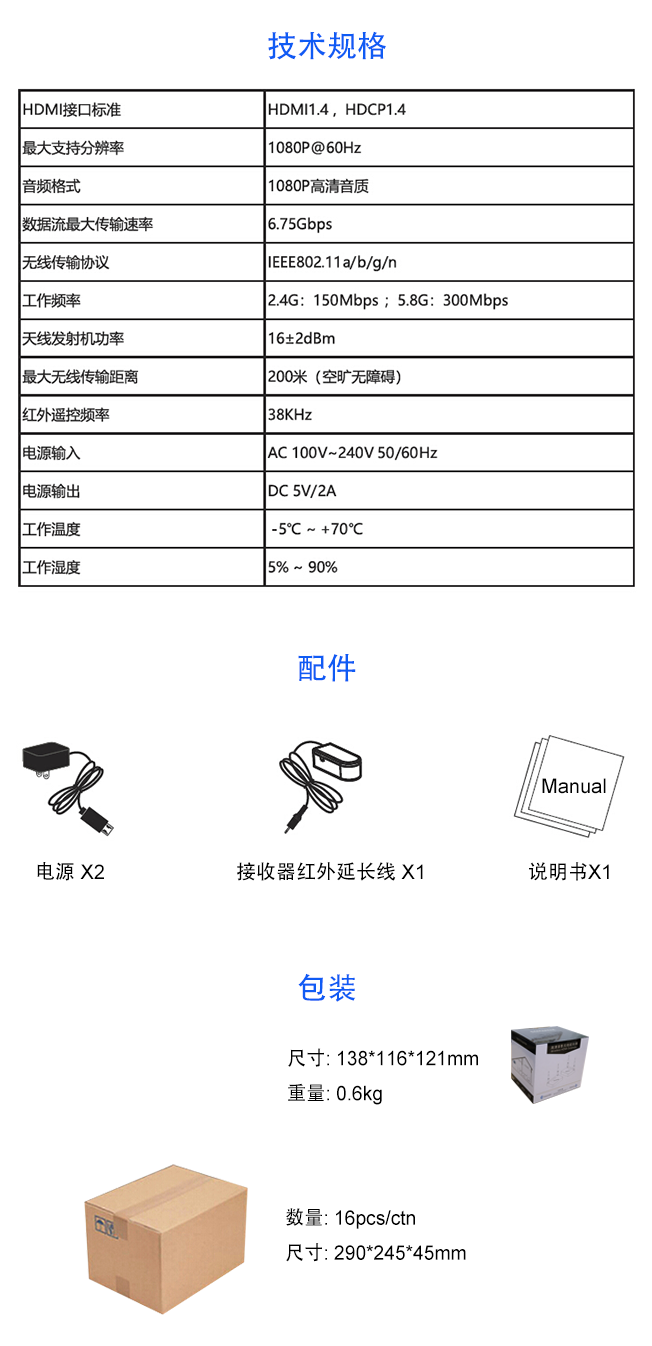 技术规格
HDMI接口标准 HDMI1.4，HDCP1.4
最大支持分辨率 1080P@60Hz
音频格式 1080P高清音质
数据流最大传输速率 6.75Gbps
无线传输协议 IEEE802.11a/b/g/n
工作频率 2.4G：150Mbps ；5.8G：300Mbps
天线发射机功率 16±2dBm
最大无线传输距离 200米（空旷无障碍）
红外遥控频率 38KHz
电源输入 AC 100V~240V 50/60Hz
电源输出 DC 5V/2A
工作温度 -5℃ ~ +70℃
工作湿度 5% ~ 90%
配件
Manual
电源 X2 接收器红外延长线 X1 说明书X1
包装
尺寸: 138*116*121mm
重量: 0.6kg
数量: 16pcs/ctn
尺寸: 290*245*45mm